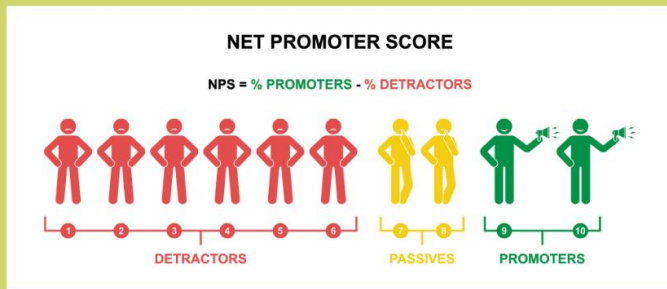 NET PROMOTER SCORE
NPS = % PROMOTERS - % DETRACTORS
1 2 3 4 5 6 7 8 9 10
DETRACTORS PASSIVES PROMOTERS